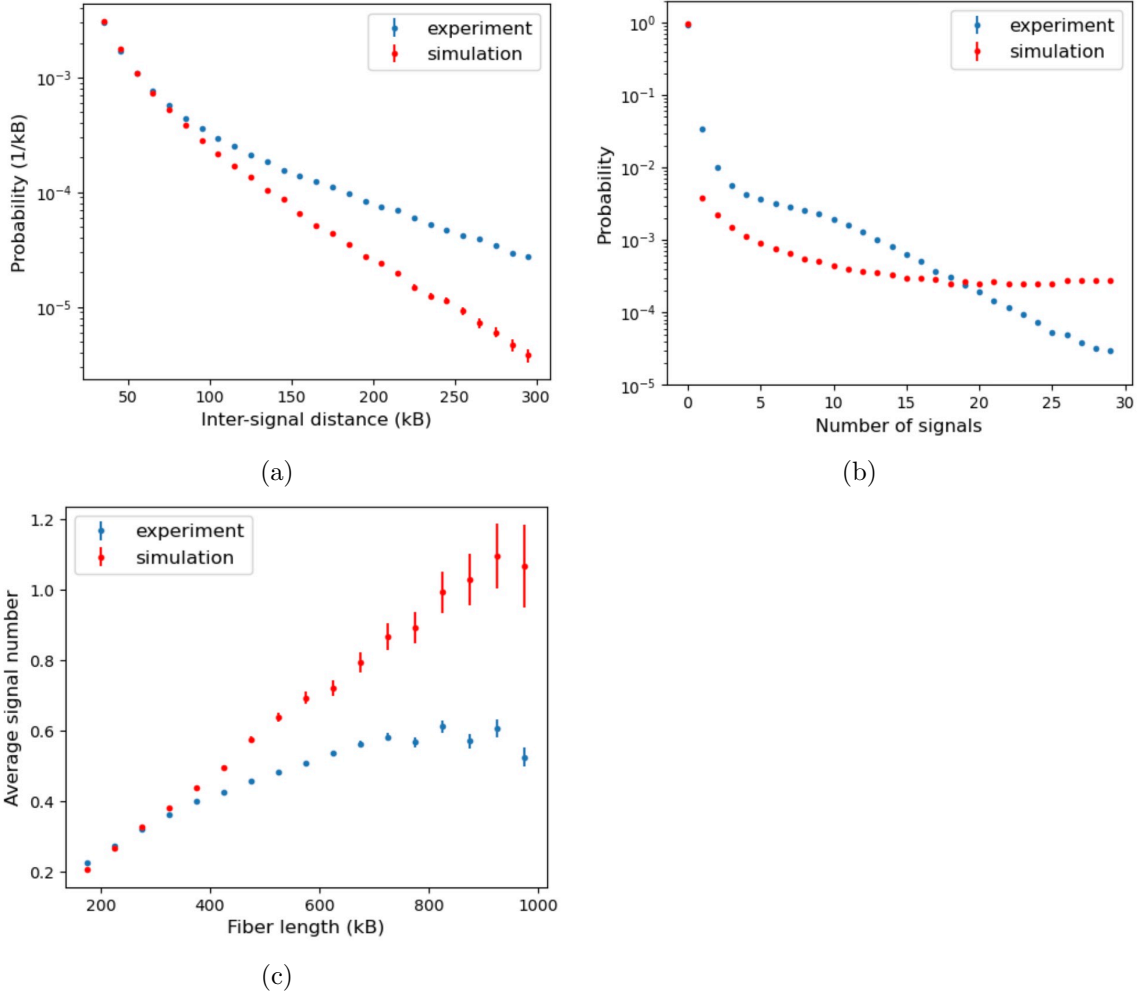 experiment
simulation
10⁻³
10⁻⁴
10⁻⁵
Probability (1/kB)
50 100 150 200 250 300
Inter-signal distance (kB)
(a)
experiment
simulation
10⁰
10⁻¹
10⁻²
10⁻³
10⁻⁴
10⁻⁵
Probability
0 5 10 15 20 25 30
Number of signals
(b)
experiment
simulation
1.2
1.0
0.8
0.6
0.4
0.2
Average signal number
200 400 600 800 1000
Fiber length (kB)
(c)